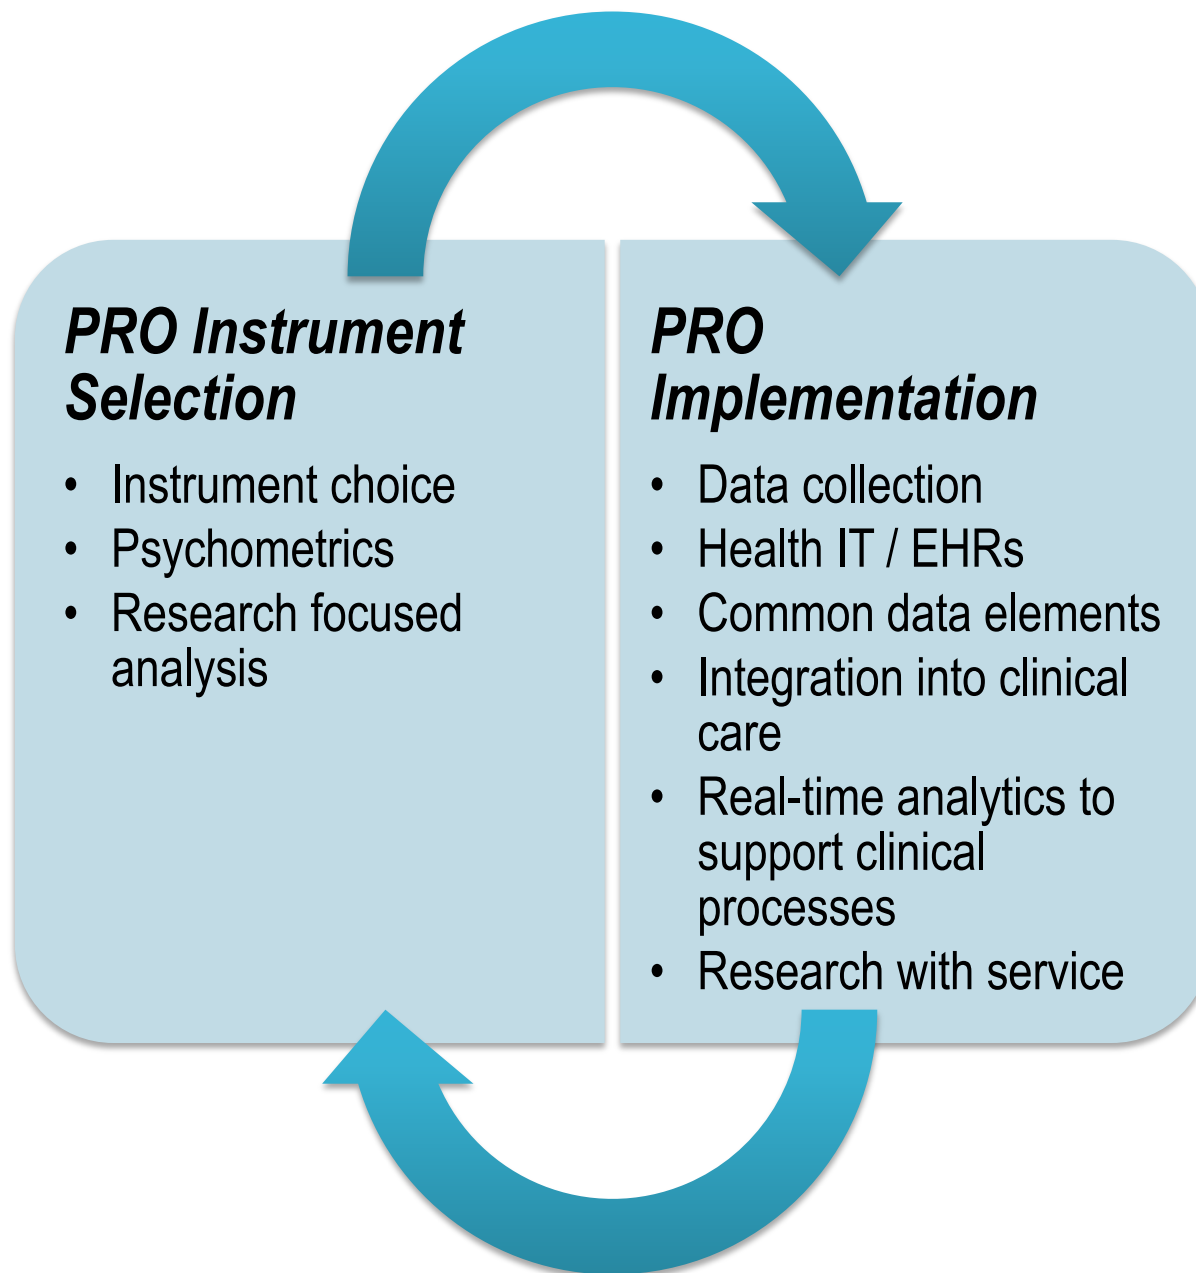 PRO Instrument
Selection
• Instrument choice
• Psychometrics
• Research focused
analysis
PRO
Implementation
• Data collection
• Health IT / EHRs
• Common data elements
• Integration into clinical
care
• Real-time analytics to
support clinical
processes
• Research with service